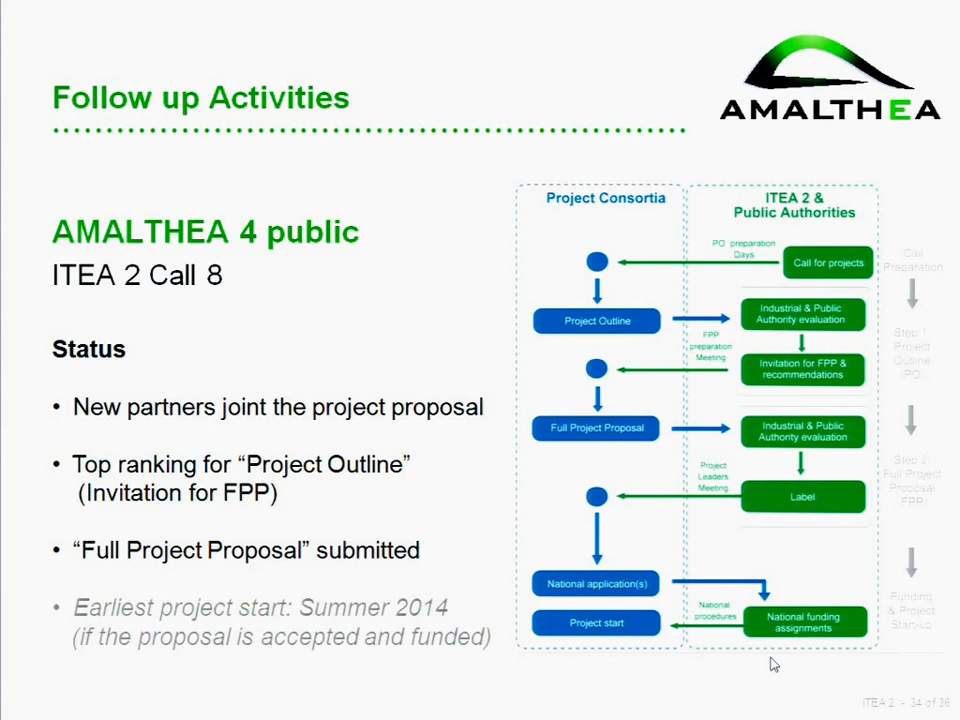 Follow up Activities
AMALTHEA
AMALTHEA 4 public
ITEA 2 Call 8
Status
• New partners joint the project proposal
• Top ranking for “Project Outline”
(Invitation for FPP)
• “Full Project Proposal” submitted
• Earliest project start: Summer 2014
(if the proposal is accepted and funded)
Project Consortia
ITEA 2 &
Public Authorities
PO preparation
Days
Call for projects
Call
Preparation
Project Outline
Industrial & Public
Authority evaluation
FPP
preparation
Meeting
Invitation for FPP &
recommendations
Step 1:
Project
Outline
(PO)
Full Project Proposal
Industrial & Public
Authority evaluation
Project
Leaders
Meeting
Label
Step 2:
Full Project
Proposal
FPP
National application(s)
National
procedures
National funding
assignments
Project start
Funding
& Project
Start-up
ITEA 2 - 34 of 36